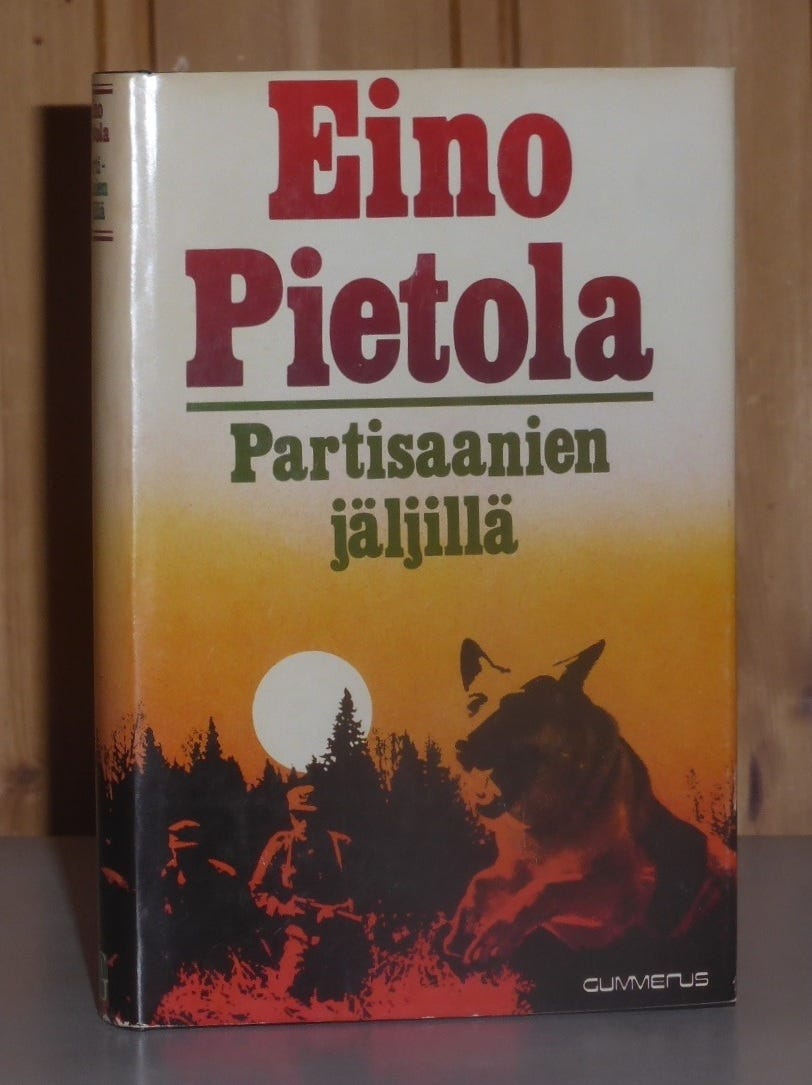 Eino
Pietola
Partisaanien
jäljillä
GUMMERUS